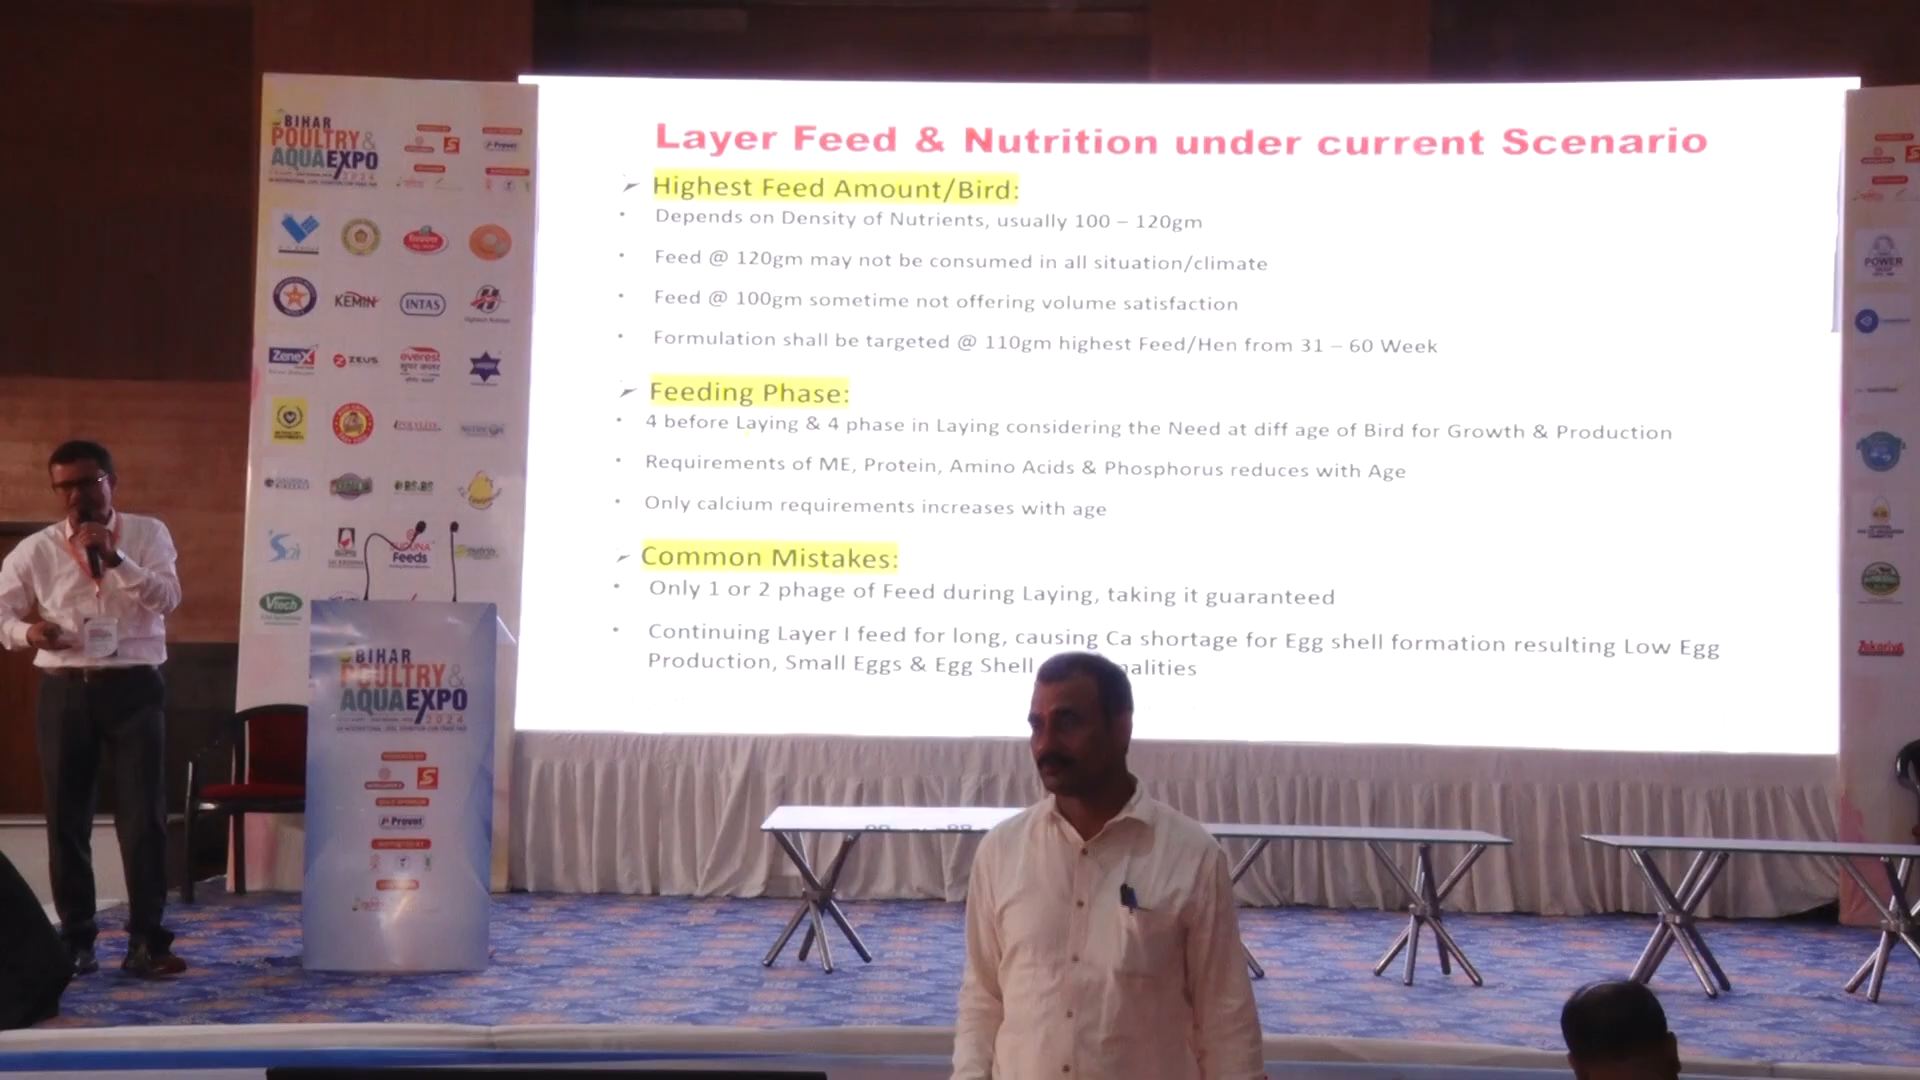 Layer Feed & Nutrition under current Scenario
➢ Highest Feed Amount/Bird:
• Depends on Density of Nutrients, usually 100 – 120gm
• Feed @ 120gm may not be consumed in all situation/climate
• Feed @ 100gm sometime not offering volume satisfaction
• Formulation shall be targeted @ 110gm highest Feed/Hen from 31 – 60 Week
➢ Feeding Phase:
• 4 before Laying & 4 phase in Laying considering the Need at diff age of Bird for Growth & Production
• Requirements of ME, Protein, Amino Acids & Phosphorus reduces with Age
• Only calcium requirements increases with age
➢ Common Mistakes:
• Only 1 or 2 phage of Feed during Laying, taking it guaranteed
• Continuing Layer I feed for long, causing Ca shortage for Egg shell formation resulting Low Egg
Production, Small Eggs & Egg Shell alities
BIHAR
POULTRY &
AQUA EXPO
2024
Provet
KEMIN
INTAS
Zenex
ZEUS
everest
Feeds
Vtech
BIHAR
POULTRY &
AQUA EXPO
2024
Provet
POWER
Zakariya